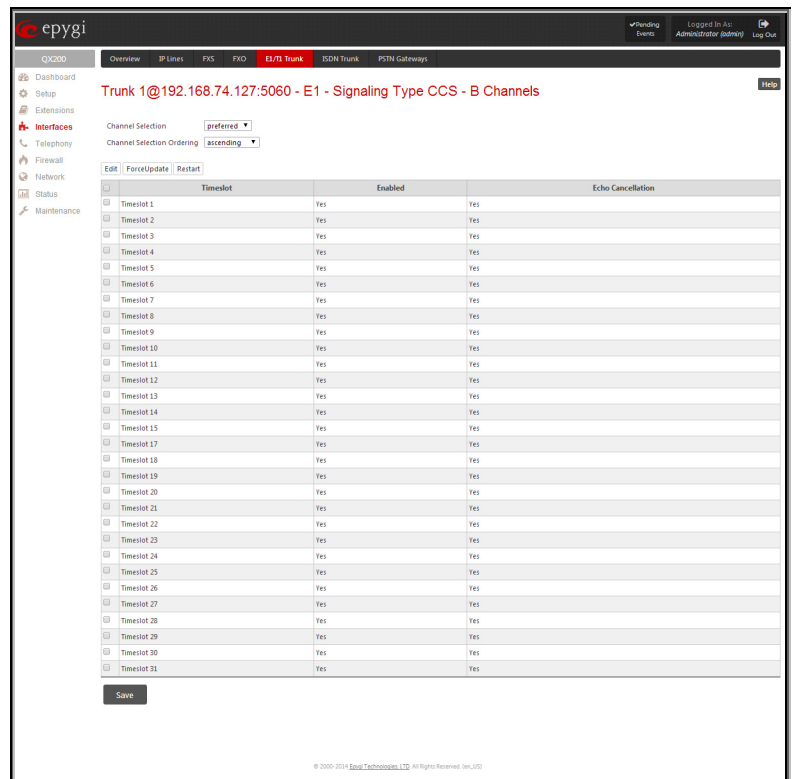 epygi
Pending Events
Logged In As:
Administrator (admin)
Log Out
QX200
Overview IP Lines FXS FXO E1/T1 Trunk ISDN Trunk PSTN Gateways
Dashboard
Setup
Extensions
Interfaces
Telephony
Firewall
Network
Status
Maintenance
Trunk 1@192.168.74.127:5060 - E1 - Signaling Type CCS - B Channels
Help
Channel Selection preferred
Channel Selection Ordering ascending
Edit ForceUpdate Restart
Timeslot Enabled Echo Cancellation
Timeslot 1 Yes Yes
Timeslot 2 Yes Yes
Timeslot 3 Yes Yes
Timeslot 4 Yes Yes
Timeslot 5 Yes Yes
Timeslot 6 Yes Yes
Timeslot 7 Yes Yes
Timeslot 8 Yes Yes
Timeslot 9 Yes Yes
Timeslot 10 Yes Yes
Timeslot 11 Yes Yes
Timeslot 12 Yes Yes
Timeslot 13 Yes Yes
Timeslot 14 Yes Yes
Timeslot 15 Yes Yes
Timeslot 17 Yes Yes
Timeslot 18 Yes Yes
Timeslot 19 Yes Yes
Timeslot 20 Yes Yes
Timeslot 21 Yes Yes
Timeslot 22 Yes Yes
Timeslot 23 Yes Yes
Timeslot 24 Yes Yes
Timeslot 25 Yes Yes
Timeslot 26 Yes Yes
Timeslot 27 Yes Yes
Timeslot 28 Yes Yes
Timeslot 29 Yes Yes
Timeslot 30 Yes Yes
Timeslot 31 Yes Yes
Save
© 2000-2014 Epygi Technologies, LTD. All Rights Reserved. (en_US)